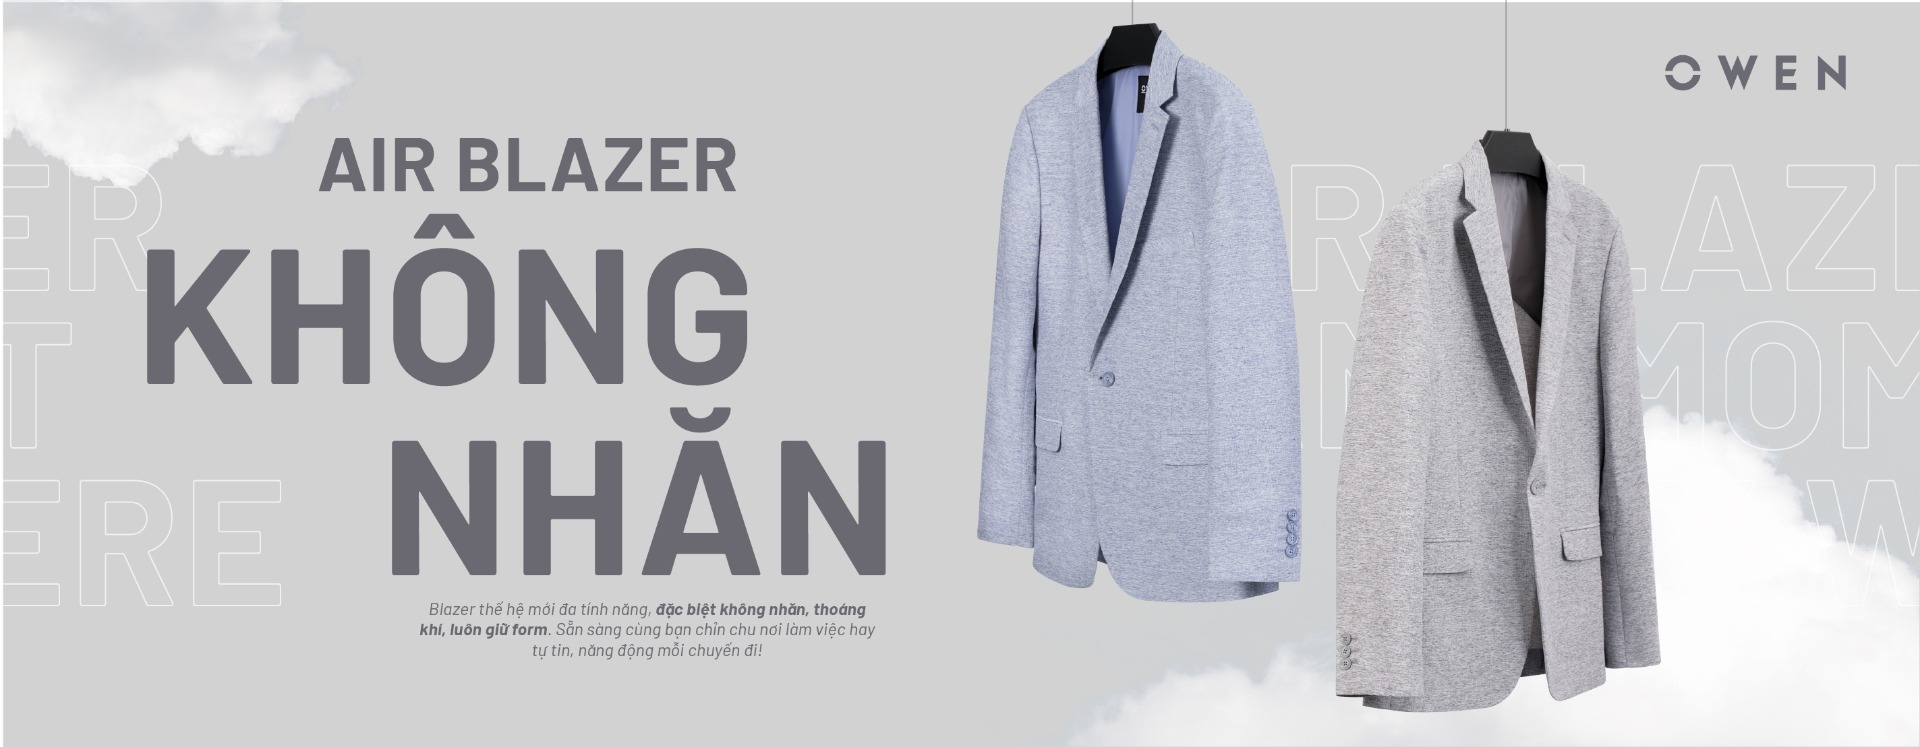 OWEN
AIR BLAZER
KHÔNG
NHĂN
Blazer thế hệ mới đa tính năng, đặc biệt không nhăn, thoáng
khí, luôn giữ form. Sẵn sàng cùng bạn chỉn chu nơi làm việc hay
tự tin, năng động mỗi chuyến đi!
ER
T
ERE